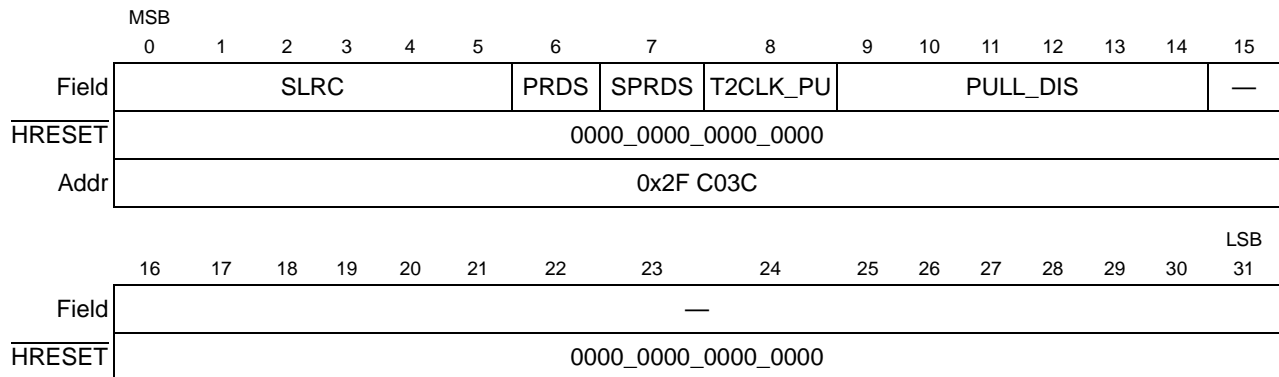 MSB
0 1 2 3 4 5 6 7 8 9 10 11 12 13 14 15
Field SLRC PRDS SPRDS T2CLK_PU PULL_DIS —
HRESET 0000_0000_0000_0000
Addr 0x2F C03C
LSB
16 17 18 19 20 21 22 23 24 25 26 27 28 29 30 31
Field —
HRESET 0000_0000_0000_0000